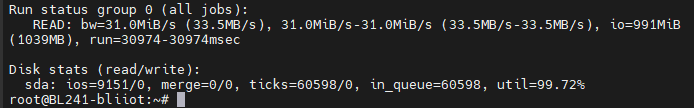 Run status group 0 (all jobs):
READ: bw=31.0MiB/s (33.5MB/s), 31.0MiB/s-31.0MiB/s (33.5MB/s-33.5MB/s), io=991MiB
(1039MB), run=30974-30974msec
Disk stats (read/write):
sda: ios=9151/0, merge=0/0, ticks=60598/0, in_queue=60598, util=99.72%
root@BL241-bliiot:~#